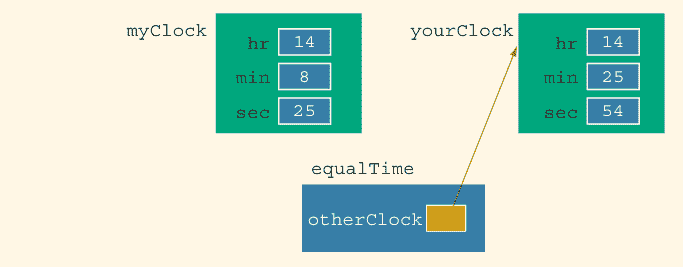 myClock
hr 14
min 8
sec 25
yourClock
hr 14
min 25
sec 54
equalTime
otherClock